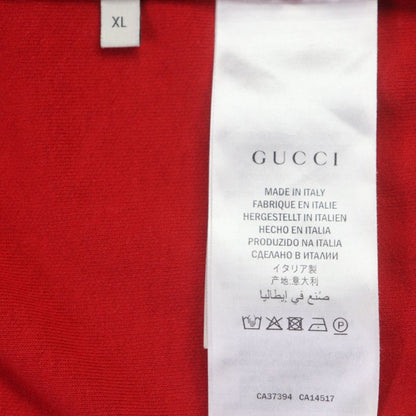 XL
GUCCI
MADE IN ITALY
FABRIQUE EN ITALIE
HERGESTELLT IN ITALIEN
HECHO EN ITALIA
PRODUZIDO NA ITALIA
СДЕЛАНО В ИТАЛИИ
イタリア製
产地:意大利
صُنع في إيطاليا
CA37394 CA14517